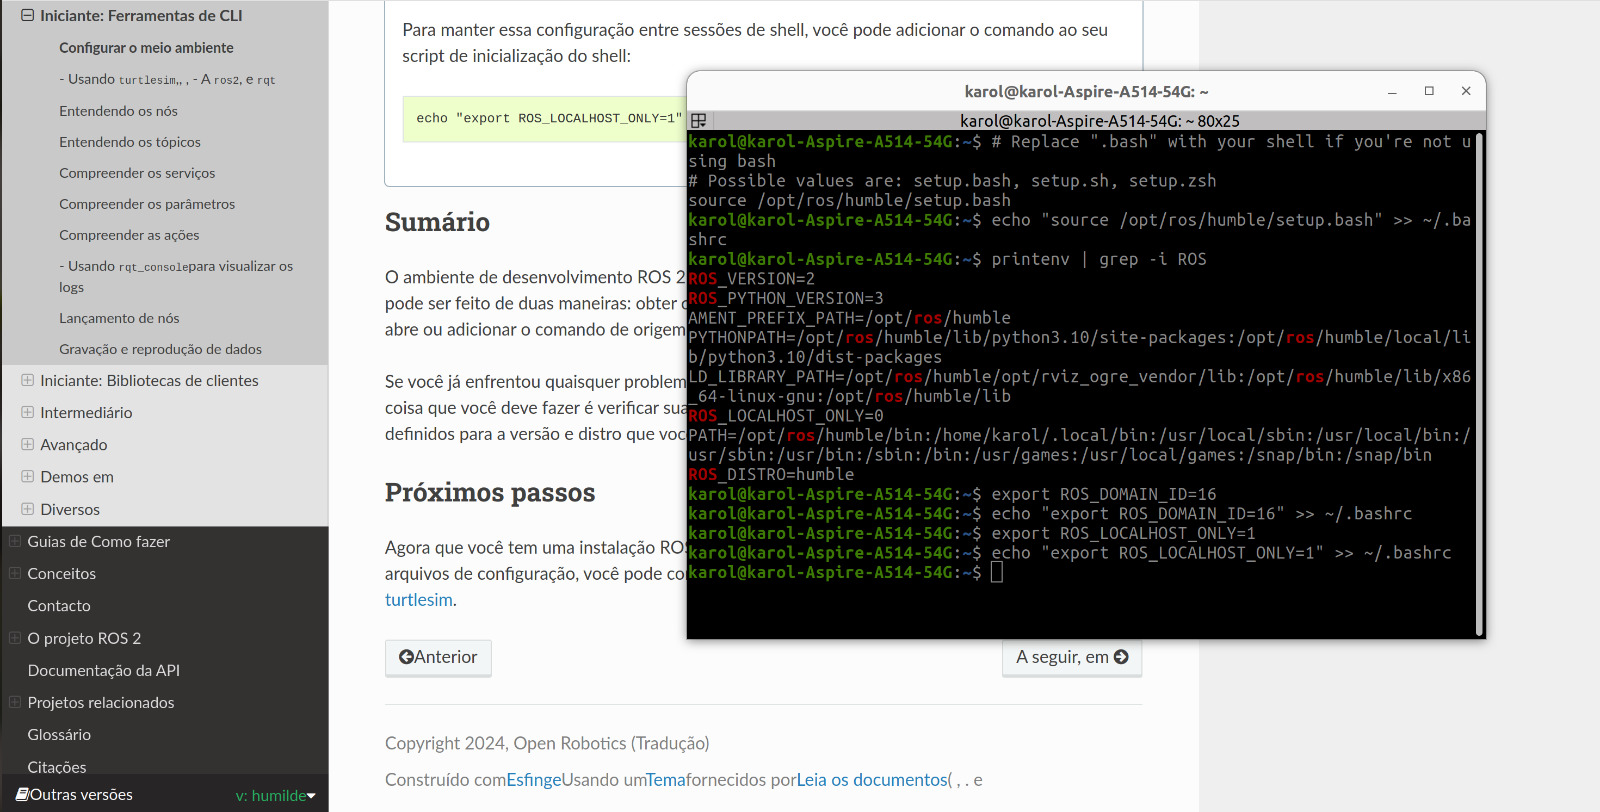 Iniciante: Ferramentas de CLI
Configurar o meio ambiente
- Usando turtlesim,, , - A ros2, e rqt
Entendendo os nós
Entendendo os tópicos
Compreender os serviços
Compreender os parâmetros
Compreender as ações
- Usando rqt_consolepara visualizar os
logs
Lançamento de nós
Gravação e reprodução de dados
Iniciante: Bibliotecas de clientes
Intermediário
Avançado
Demos em
Diversos
Guias de Como fazer
Conceitos
Contacto
O projeto ROS 2
Documentação da API
Projetos relacionados
Glossário
Citações
Outras versões
v: humilde
Para manter essa configuração entre sessões de shell, você pode adicionar o comando ao seu
script de inicialização do shell:
echo "export ROS_LOCALHOST_ONLY=1"
Sumário
O ambiente de desenvolvimento ROS 2
pode ser feito de duas maneiras: obter
abre ou adicionar o comando de origem
Se você já enfrentou quaisquer problem
coisa que você deve fazer é verificar sua
definidos para a versão e distro que voc
Próximos passos
Agora que você tem uma instalação RO
arquivos de configuração, você pode co
turtlesim.
Anterior
A seguir, em
Copyright 2024, Open Robotics (Tradução)
Construído comEsfingeUsando umTemafornecidos porLeia os documentos( , . e
karol@karol-Aspire-A514-54G: ~
karol@karol-Aspire-A514-54G: ~ 80x25
karol@karol-Aspire-A514-54G:~$ # Replace ".bash" with your shell if you're not u
sing bash
# Possible values are: setup.bash, setup.sh, setup.zsh
source /opt/ros/humble/setup.bash
karol@karol-Aspire-A514-54G:~$ echo "source /opt/ros/humble/setup.bash" >> ~/.ba
shrc
karol@karol-Aspire-A514-54G:~$ printenv | grep -i ROS
ROS_VERSION=2
ROS_PYTHON_VERSION=3
AMENT_PREFIX_PATH=/opt/ros/humble
PYTHONPATH=/opt/ros/humble/lib/python3.10/site-packages:/opt/ros/humble/local/li
b/python3.10/dist-packages
LD_LIBRARY_PATH=/opt/ros/humble/opt/rviz_ogre_vendor/lib:/opt/ros/humble/lib/x86
_64-linux-gnu:/opt/ros/humble/lib
ROS_LOCALHOST_ONLY=0
PATH=/opt/ros/humble/bin:/home/karol/.local/bin:/usr/local/sbin:/usr/local/bin:/
usr/sbin:/usr/bin:/sbin:/bin:/usr/games:/usr/local/games:/snap/bin:/snap/bin
ROS_DISTRO=humble
karol@karol-Aspire-A514-54G:~$ export ROS_DOMAIN_ID=16
karol@karol-Aspire-A514-54G:~$ echo "export ROS_DOMAIN_ID=16" >> ~/.bashrc
karol@karol-Aspire-A514-54G:~$ export ROS_LOCALHOST_ONLY=1
karol@karol-Aspire-A514-54G:~$ echo "export ROS_LOCALHOST_ONLY=1" >> ~/.bashrc
karol@karol-Aspire-A514-54G:~$